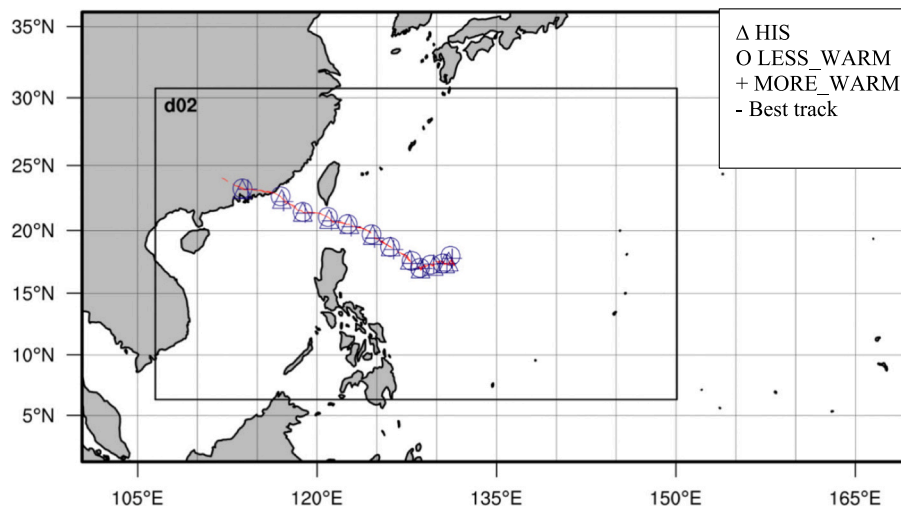 35°N
30°N
25°N
20°N
15°N
10°N
5°N
d02
Δ HIS
O LESS_WARM
+ MORE_WARM
- Best track
105°E 120°E 135°E 150°E 165°E